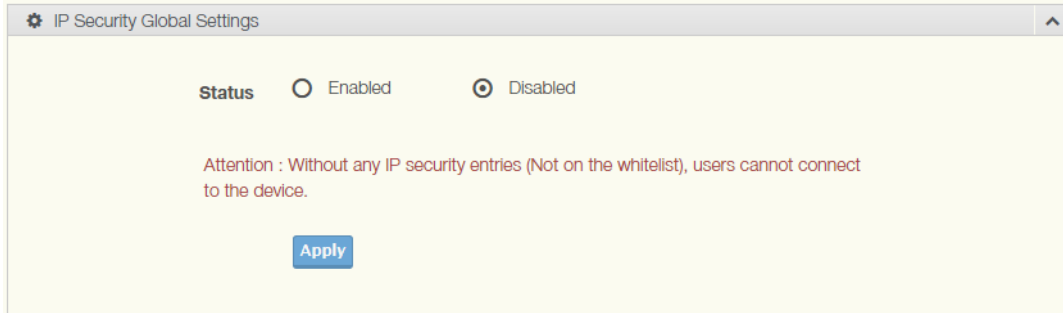 IP Security Global Settings
Status Enabled Disabled
Attention : Without any IP security entries (Not on the whitelist), users cannot connect
to the device.
Apply